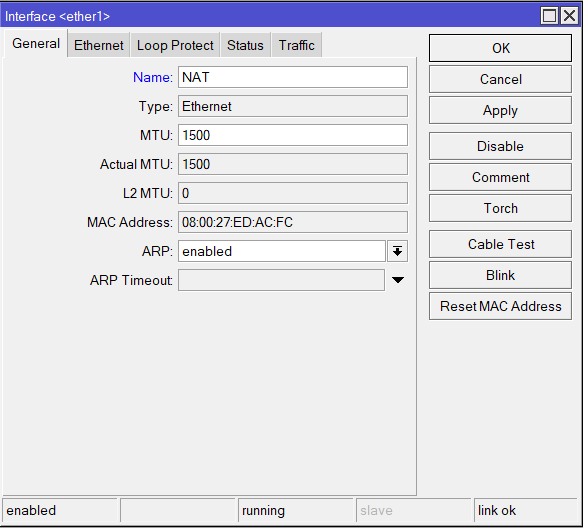 Interface <ether1>
General Ethernet Loop Protect Status Traffic
Name: NAT
Type: Ethernet
MTU: 1500
Actual MTU: 1500
L2 MTU: 0
MAC Address: 08:00:27:ED:AC:FC
ARP: enabled
ARP Timeout:
OK
Cancel
Apply
Disable
Comment
Torch
Cable Test
Blink
Reset MAC Address
enabled running slave link ok